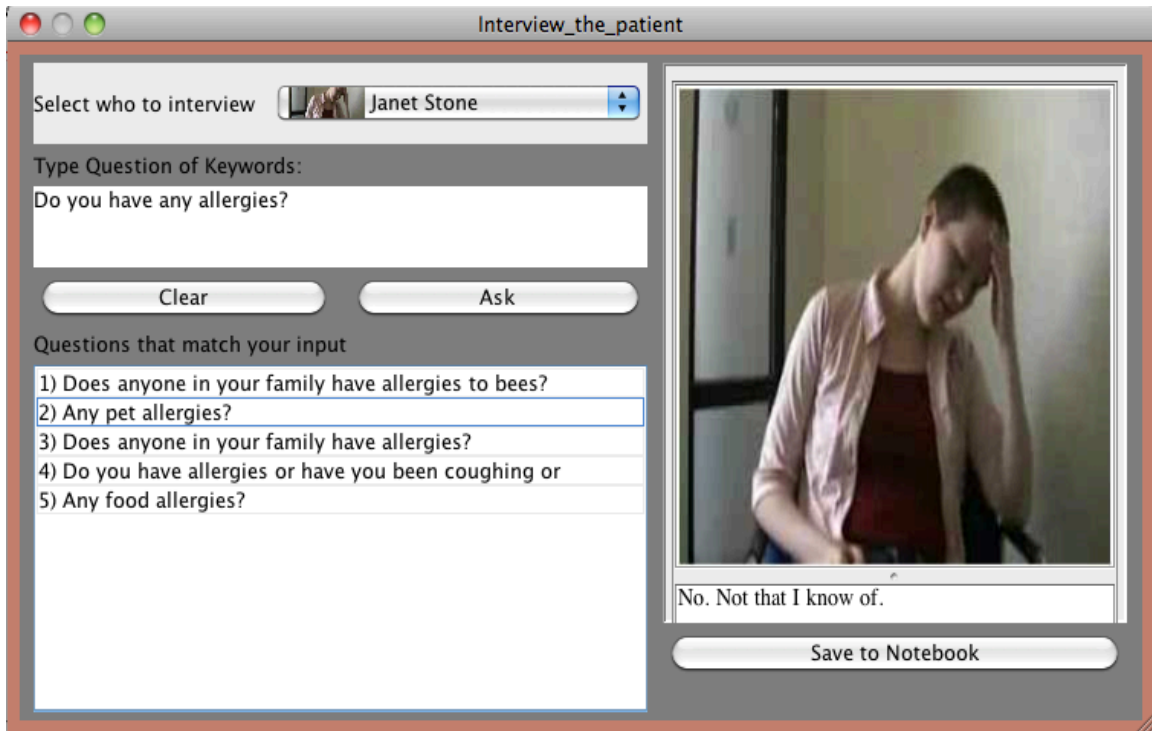 Interview_the_patient
Select who to interview
Janet Stone
Type Question of Keywords:
Do you have any allergies?
Clear
Ask
Questions that match your input
1) Does anyone in your family have allergies to bees?
2) Any pet allergies?
3) Does anyone in your family have allergies?
4) Do you have allergies or have you been coughing or
5) Any food allergies?
No. Not that I know of.
Save to Notebook